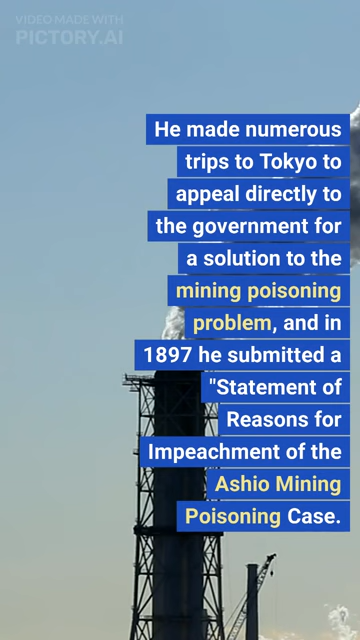 VIDEO MADE WITH
PICTORY.AI
He made numerous
trips to Tokyo to
appeal directly to
the government for
a solution to the
mining poisoning
problem, and in
1897 he submitted a
"Statement of
Reasons for
Impeachment of the
Ashio Mining
Poisoning Case.